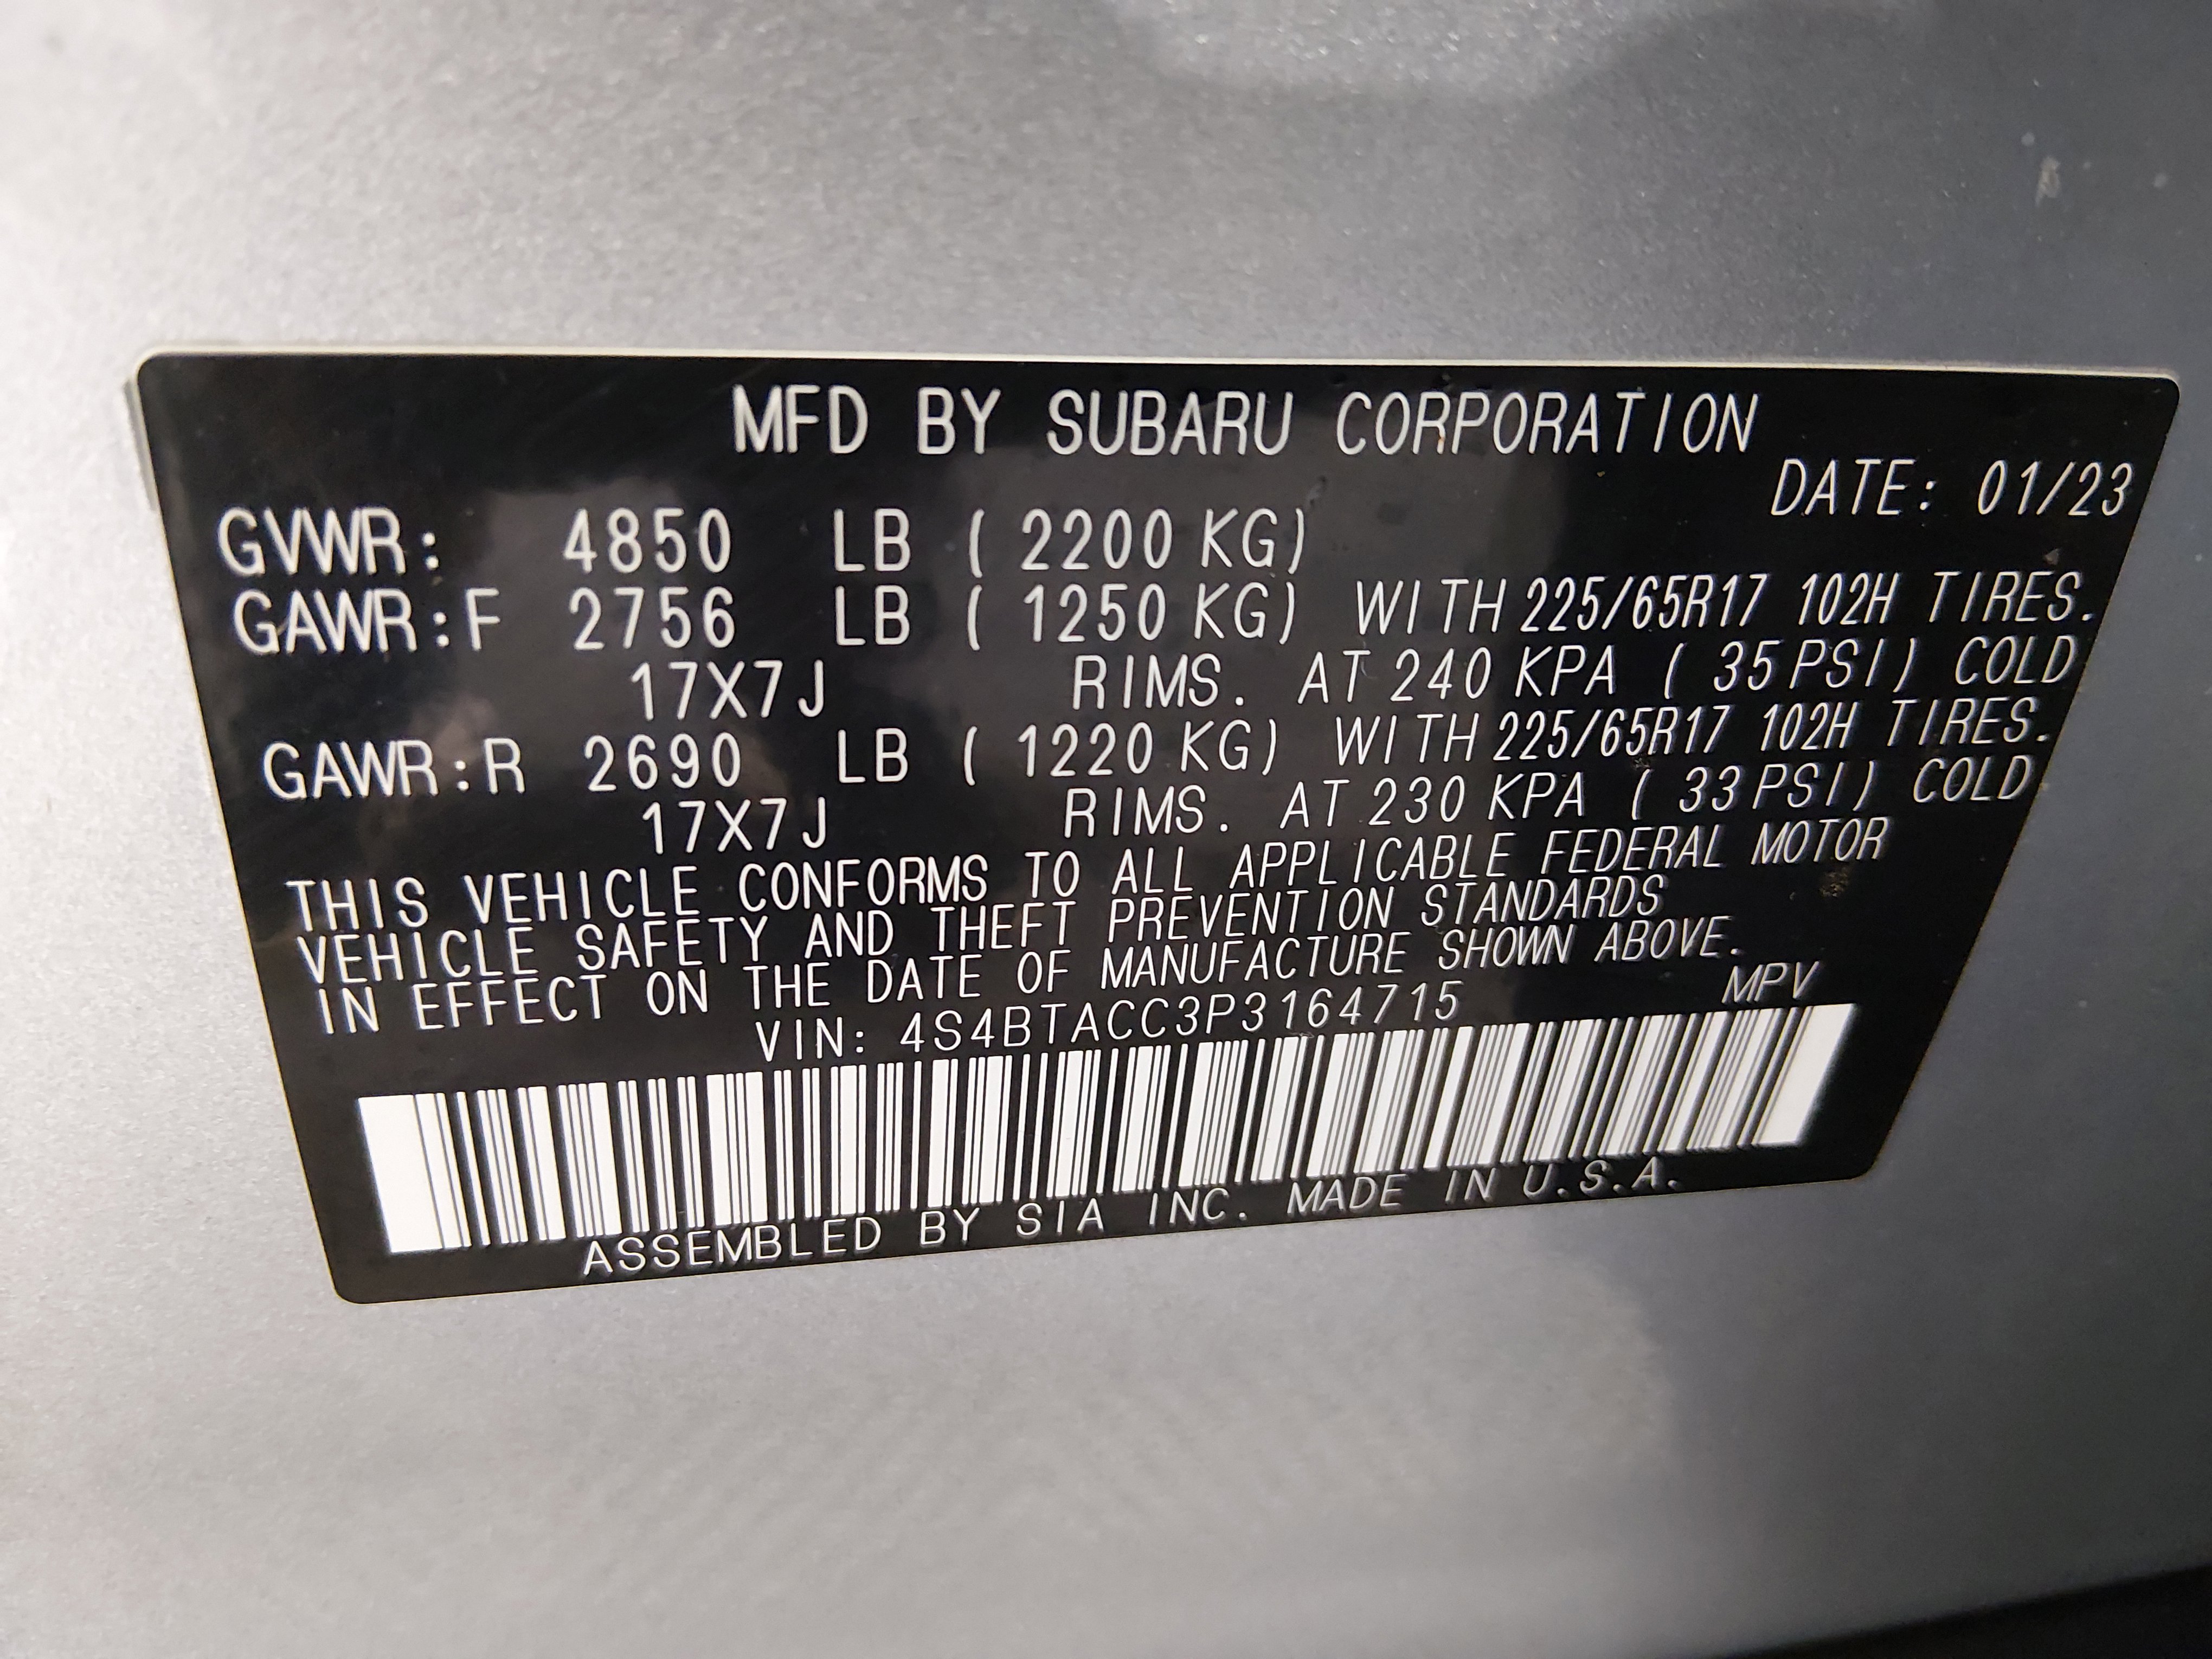 MFD BY SUBARU CORPORATION
DATE: 01/23
GVWR: 4850 LB ( 2200 KG)
GAWR:F 2756 LB ( 1250 KG) WITH 225/65R17 102H TIRES.
17X7J RIMS. AT 240 KPA ( 35 PSI) COLD
GAWR:R 2690 LB ( 1220 KG) WITH 225/65R17 102H TIRES.
17X7J RIMS. AT 230 KPA ( 33 PSI) COLD
THIS VEHICLE CONFORMS TO ALL APPLICABLE FEDERAL MOTOR
VEHICLE SAFETY AND THEFT PREVENTION STANDARDS
IN EFFECT ON THE DATE OF MANUFACTURE SHOWN ABOVE.
VIN: 4S4BTACC3P3164715 MPV
ASSEMBLED BY SIA INC. MADE IN U.S.A.